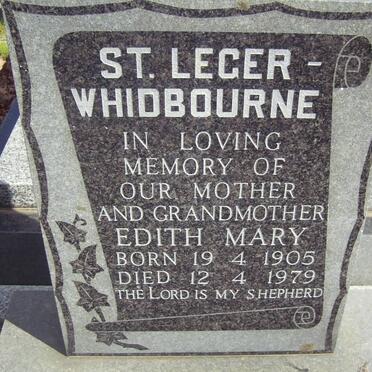 ST. LEGER -
WHIDBOURNE
IN LOVING
MEMORY OF
OUR MOTHER
AND GRANDMOTHER
EDITH MARY
BORN 19 4 1905
DIED 12 4 1979
THE LORD IS MY SHEPHERD